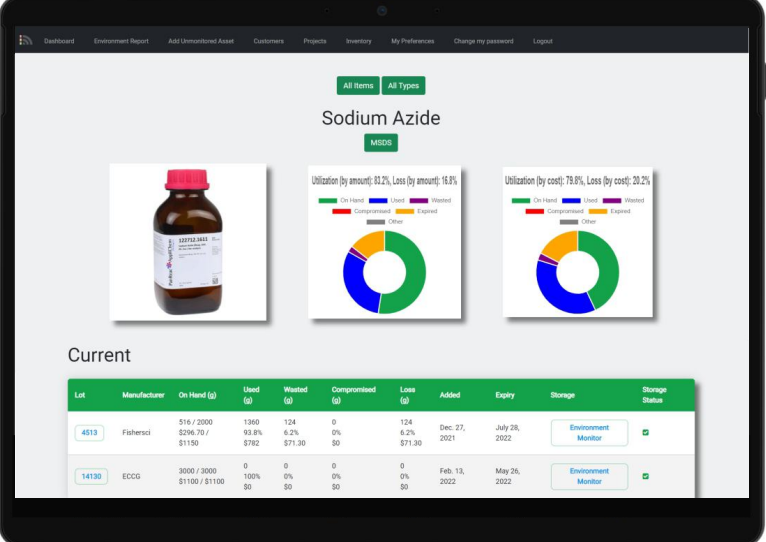 Dashboard Environment Report Add Unmonitored Asset Customers Projects Inventory My Preferences Change my password Logout
All Items All Types
Sodium Azide
MSDS
122712.1611
PanReac AppliChem
Utilization (by amount): 83.2%, Loss (by amount): 16.8%
On Hand Used Wasted
Compromised Expired
Other
Utilization (by cost): 79.8%, Loss (by cost): 20.2%
On Hand Used Wasted
Compromised Expired
Other
Current
Lot Manufacturer On Hand (g) Used (g) Wasted (g) Compromised (g) Loss (g) Added Expiry Storage Storage Status
4513 Fishersci 516 / 2000 $296.70 / $1150 1360 93.8% $782 124 6.2% $71.30 0 0% $0 124 6.2% $71.30 Dec. 27, 2021 July 28, 2022 Environment Monitor
14130 ECCG 3000 / 3000 $1100 / $1100 0 100% $0 0 0% $0 0 0% $0 0 0% $0 Feb. 13, 2022 May 26, 2022 Environment Monitor